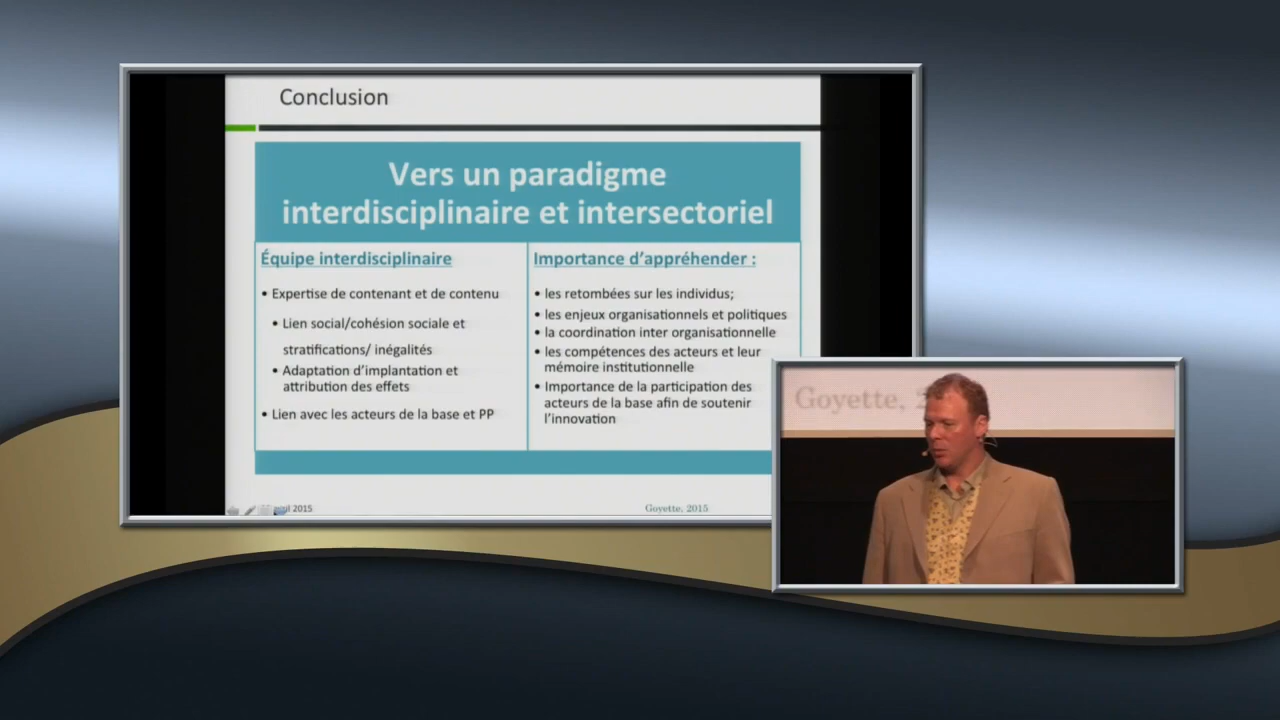 Conclusion
Vers un paradigme
interdisciplinaire et intersectoriel
Équipe interdisciplinaire
• Expertise de contenant et de contenu
• Lien social/cohésion sociale et
stratifications/ inégalités
• Adaptation d’implantation et
attribution des effets
• Lien avec les acteurs de la base et PP
Importance d’appréhender :
• les retombées sur les individus;
• les enjeux organisationnels et politiques
• la coordination inter organisationnelle
• les compétences des acteurs et leur
mémoire institutionnelle
• Importance de la participation des
acteurs de la base afin de soutenir
l’innovation
2015
Goyette, 2015
Goyette,